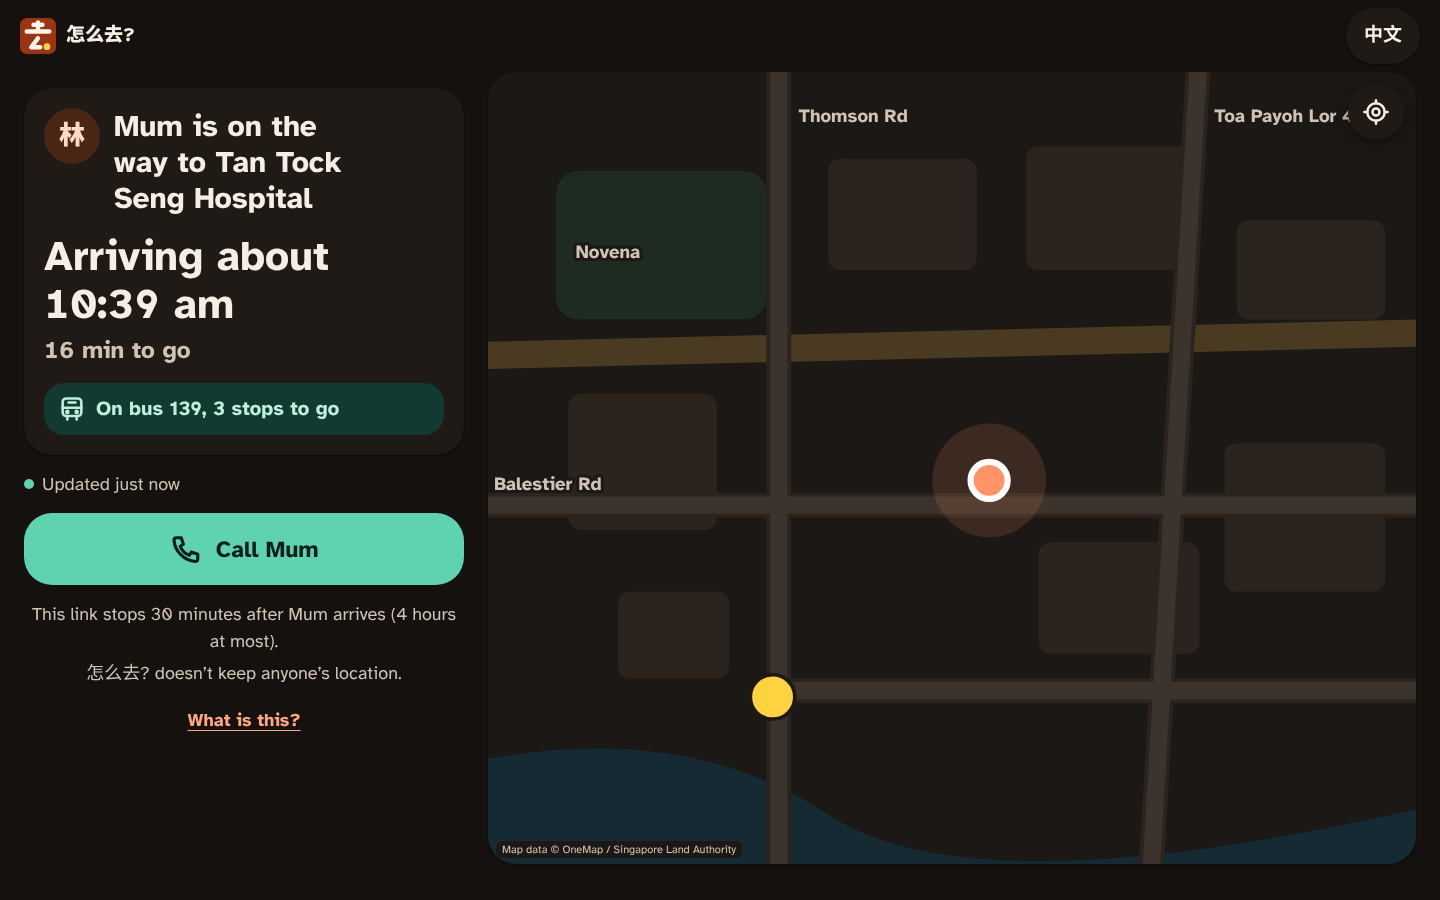 去
怎么去?
中文
林
Mum is on the
way to Tan Tock
Seng Hospital
Arriving about
10:39 am
16 min to go
On bus 139, 3 stops to go
Updated just now
Call Mum
This link stops 30 minutes after Mum arrives (4 hours
at most).
怎么去? doesn’t keep anyone’s location.
What is this?
Thomson Rd
Toa Payoh Lor
Novena
Balestier Rd
Map data © OneMap / Singapore Land Authority